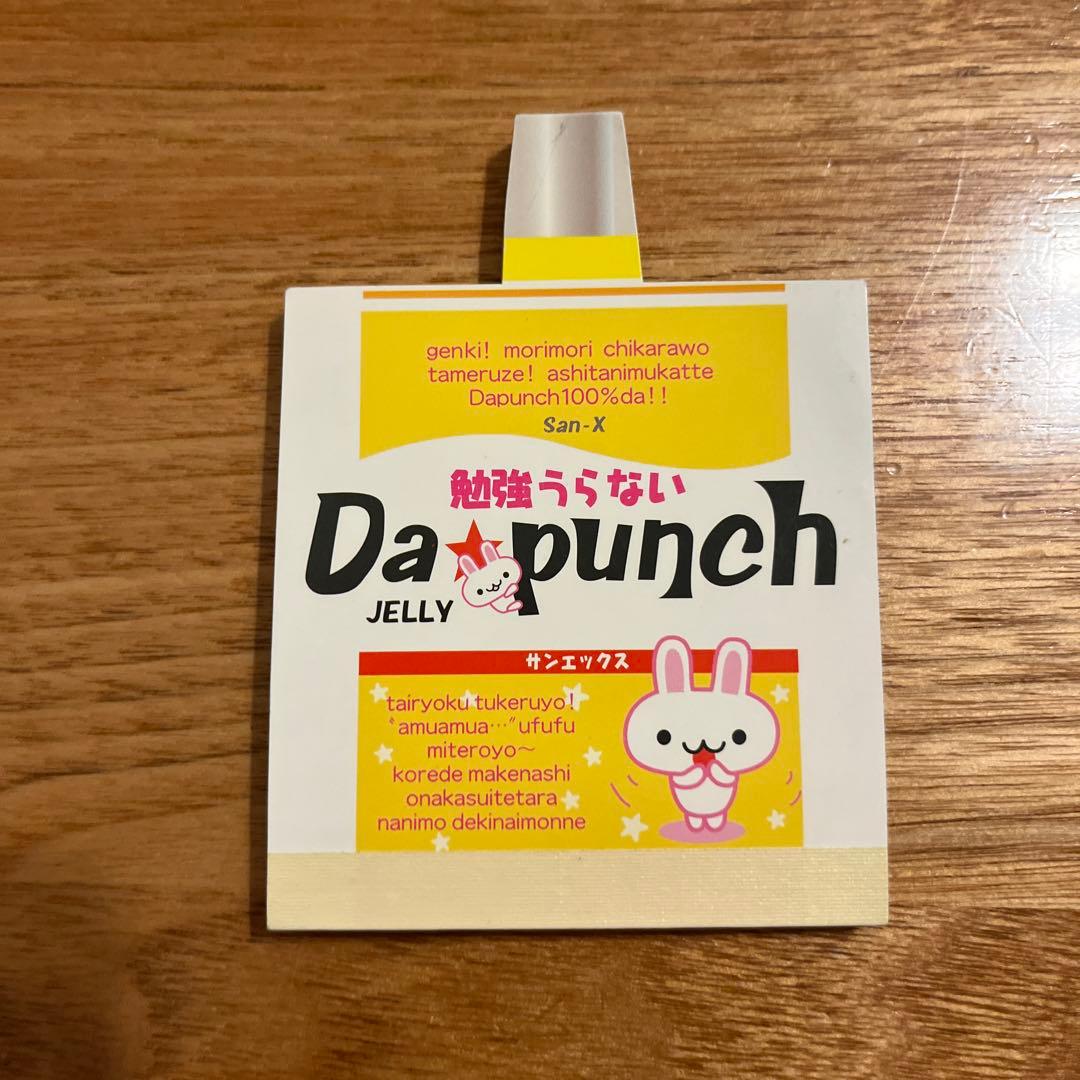 genki! morimori chikarawo
tameruze! ashitanimukatte
Dapunch100%da!!
San-X
勉強うらない
Da★punch
JELLY
サンエックス
tairyoku tukeruyo!
“amuamua…”ufufu
miteroyo～
korede makenashi
onakasuitetara
nanimo dekinaimonne